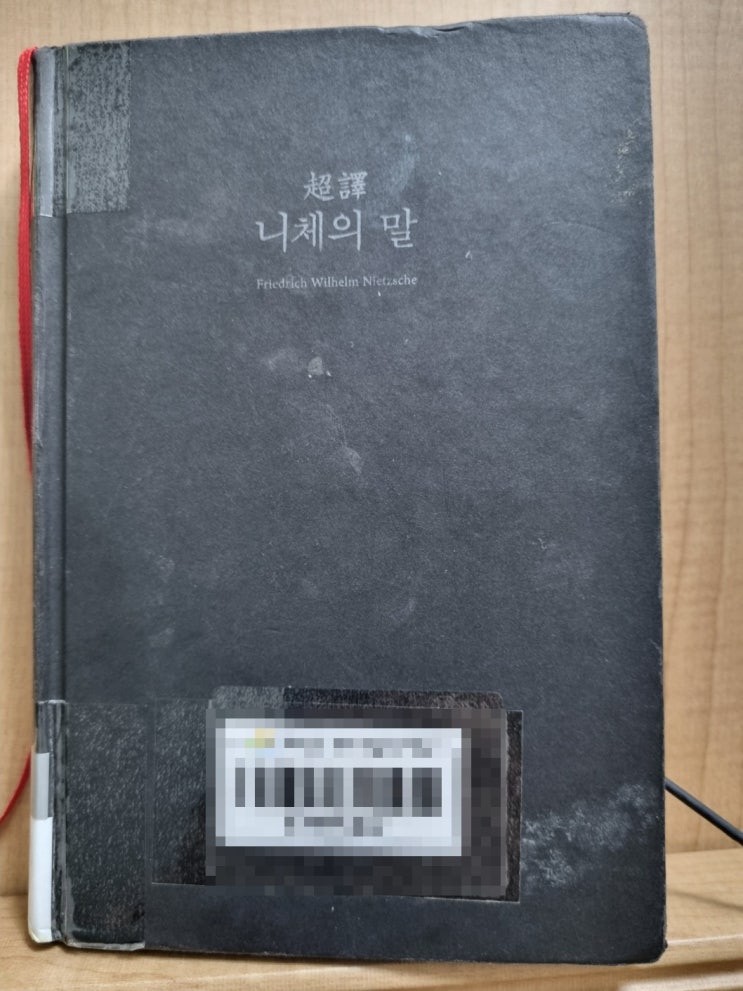 超譯
니체의 말
Friedrich Wilhelm Nietzsche